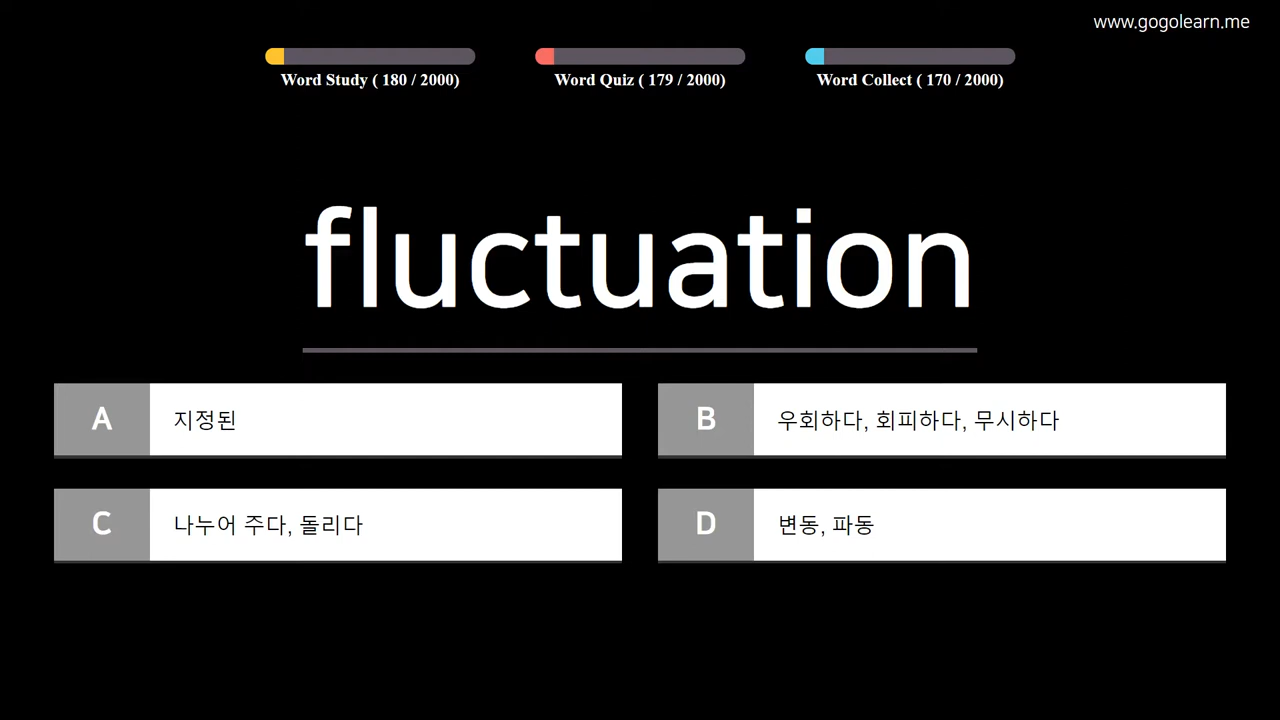 www.gogolearn.me
Word Study ( 180 / 2000)
Word Quiz ( 179 / 2000)
Word Collect ( 170 / 2000)
fluctuation
A 지정된
B 우회하다, 회피하다, 무시하다
C 나누어 주다, 돌리다
D 변동, 파동